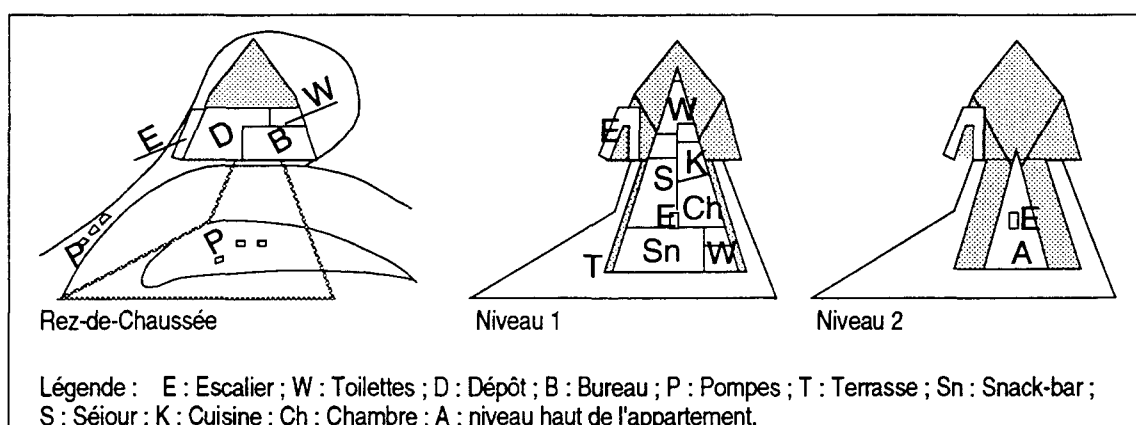 W
E
D
B
P
P
Rez-de-Chaussée
E
W
S
K
E
Ch
Sn
W
T
Niveau 1
E
A
Niveau 2
Légende : E : Escalier ; W : Toilettes ; D : Dépôt ; B : Bureau ; P : Pompes ; T : Terrasse ; Sn : Snack-bar ;
S : Séjour ; K : Cuisine ; Ch : Chambre ; A : niveau haut de l'appartement.